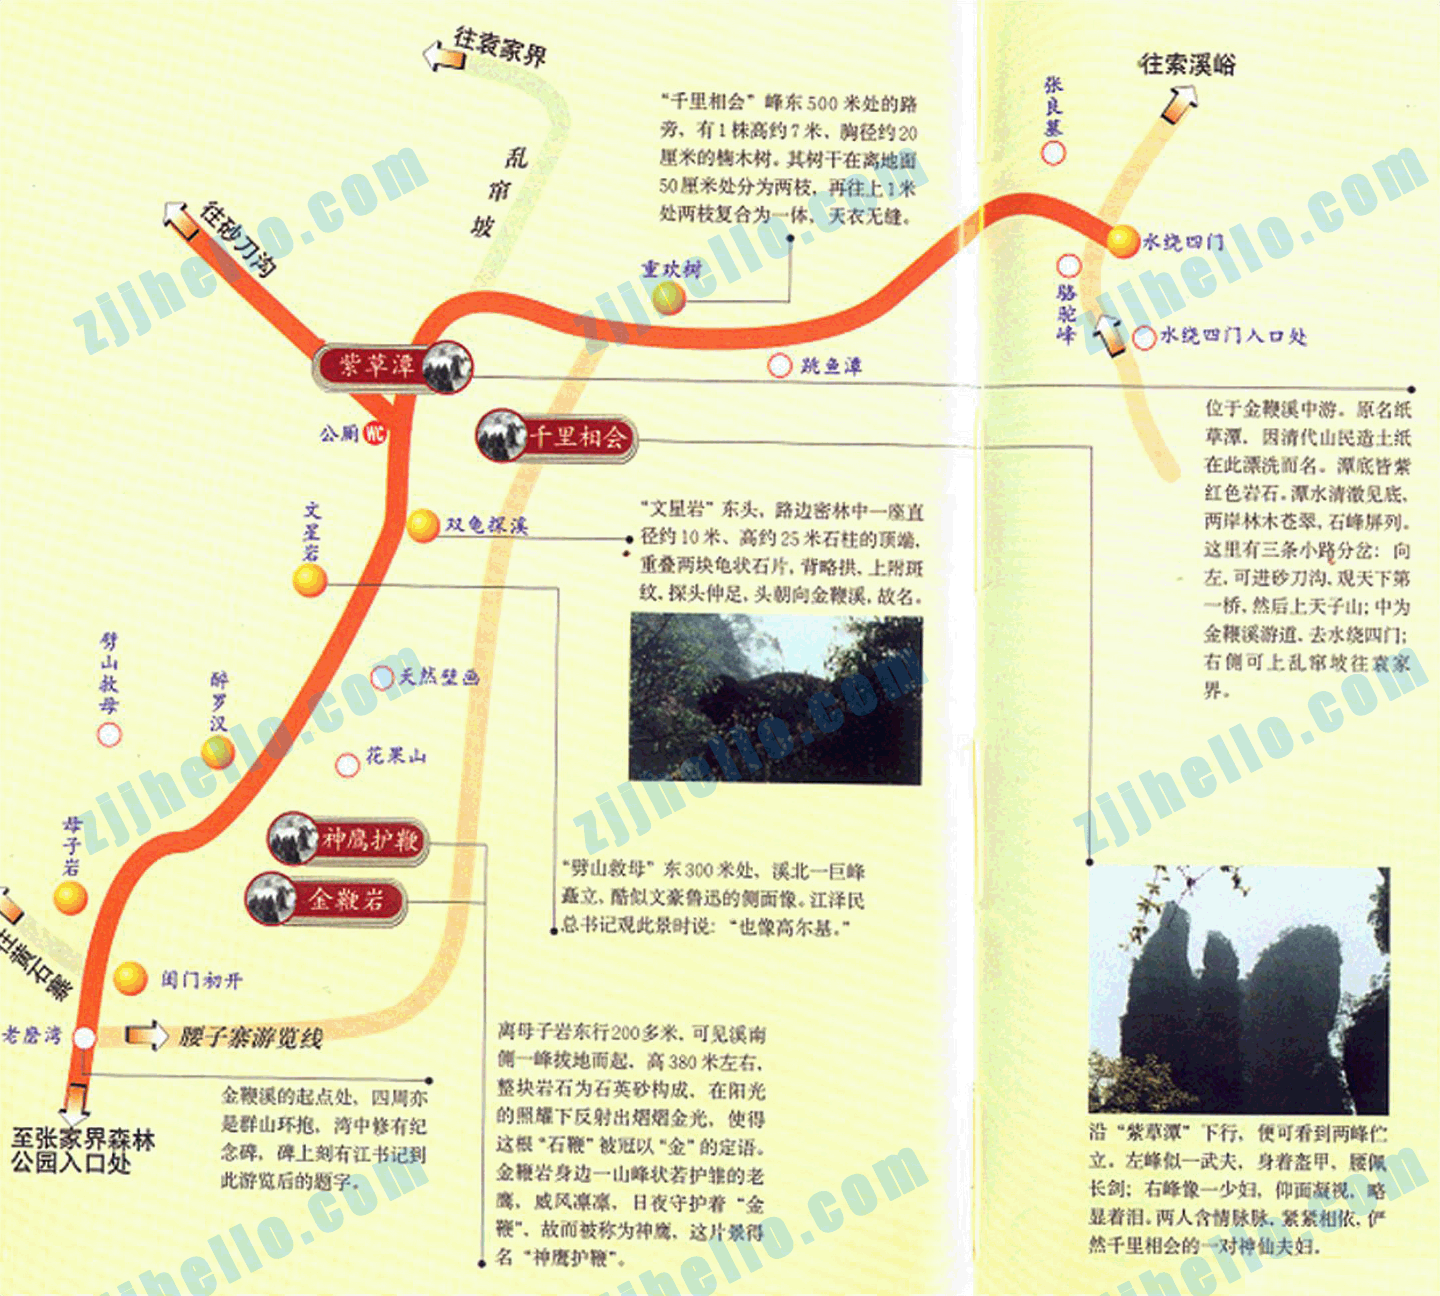 往袁家界
乱窜坡
往砂刀沟
"千里相会"峰东500米处的路
旁，有1株高约7米、胸径约20
厘米的楠木树。其树干在离地面
50厘米处分为两枝，再往上1米
处两枝复合为一体，天衣无缝。
往索溪峪
张良墓
重欢树
水绕四门
骆驼峰
水绕四门入口处
跳鱼潭
紫草潭
公厕 WC
千里相会
位于金鞭溪中游。原名纸
草潭，因清代山民造土纸
在此漂洗而名。潭底皆紫
红色岩石。潭水清澈见底，
两岸林木苍翠，石峰屏列。
这里有三条小路分岔：向
左，可进砂刀沟，观天下第
一桥，然后上天子山；中为
金鞭溪游道，去水绕四门；
右侧可上乱窜坡往袁家
界。
文星岩
双龟探溪
"文星岩"东头，路边密林中一座直
径约10米、高约25米石柱的顶端，
重叠两块龟状石片，背略拱，上附斑
纹，探头伸足，头朝向金鞭溪，故名。
劈山救母
醉罗汉
天然壁画
花果山
母子岩
神鹰护鞭
金鞭岩
"劈山救母"东300米处，溪北一巨峰
矗立，酷似文豪鲁迅的侧面像。江泽民
总书记观此景时说："也像高尔基。"
往黄石寨
闺门初开
老磨湾
腰子寨游览线
至张家界森林
公园入口处
金鞭溪的起点处，四周亦
是群山环抱，湾中修有纪
念碑，碑上刻有江书记到
此游览后的题字。
离母子岩东行200多米，可见溪南
侧一峰拔地而起，高380米左右，
整块岩石为石英砂构成，在阳光
的照耀下反射出熠熠金光，使得
这根"石鞭"被冠以"金"的定语。
金鞭岩身边一山峰状若护雏的老
鹰，威风凛凛，日夜守护着"金
鞭"，故而被称为神鹰，这片景得
名"神鹰护鞭"。
沿"紫草潭"下行，便可看到两峰伫
立。左峰似一武夫，身着盔甲，腰佩
长剑；右峰像一少妇，仰面凝视，略
显着泪。两人含情脉脉，紧紧相依，俨
然千里相会的一对神仙夫妇。
zjjhello.com
zjjhello.com
zjjhello.com
zjjhello.com
zjjhello.com
zjjhello.com
zjjhello.com
zjjhello.com
zjjhello.com